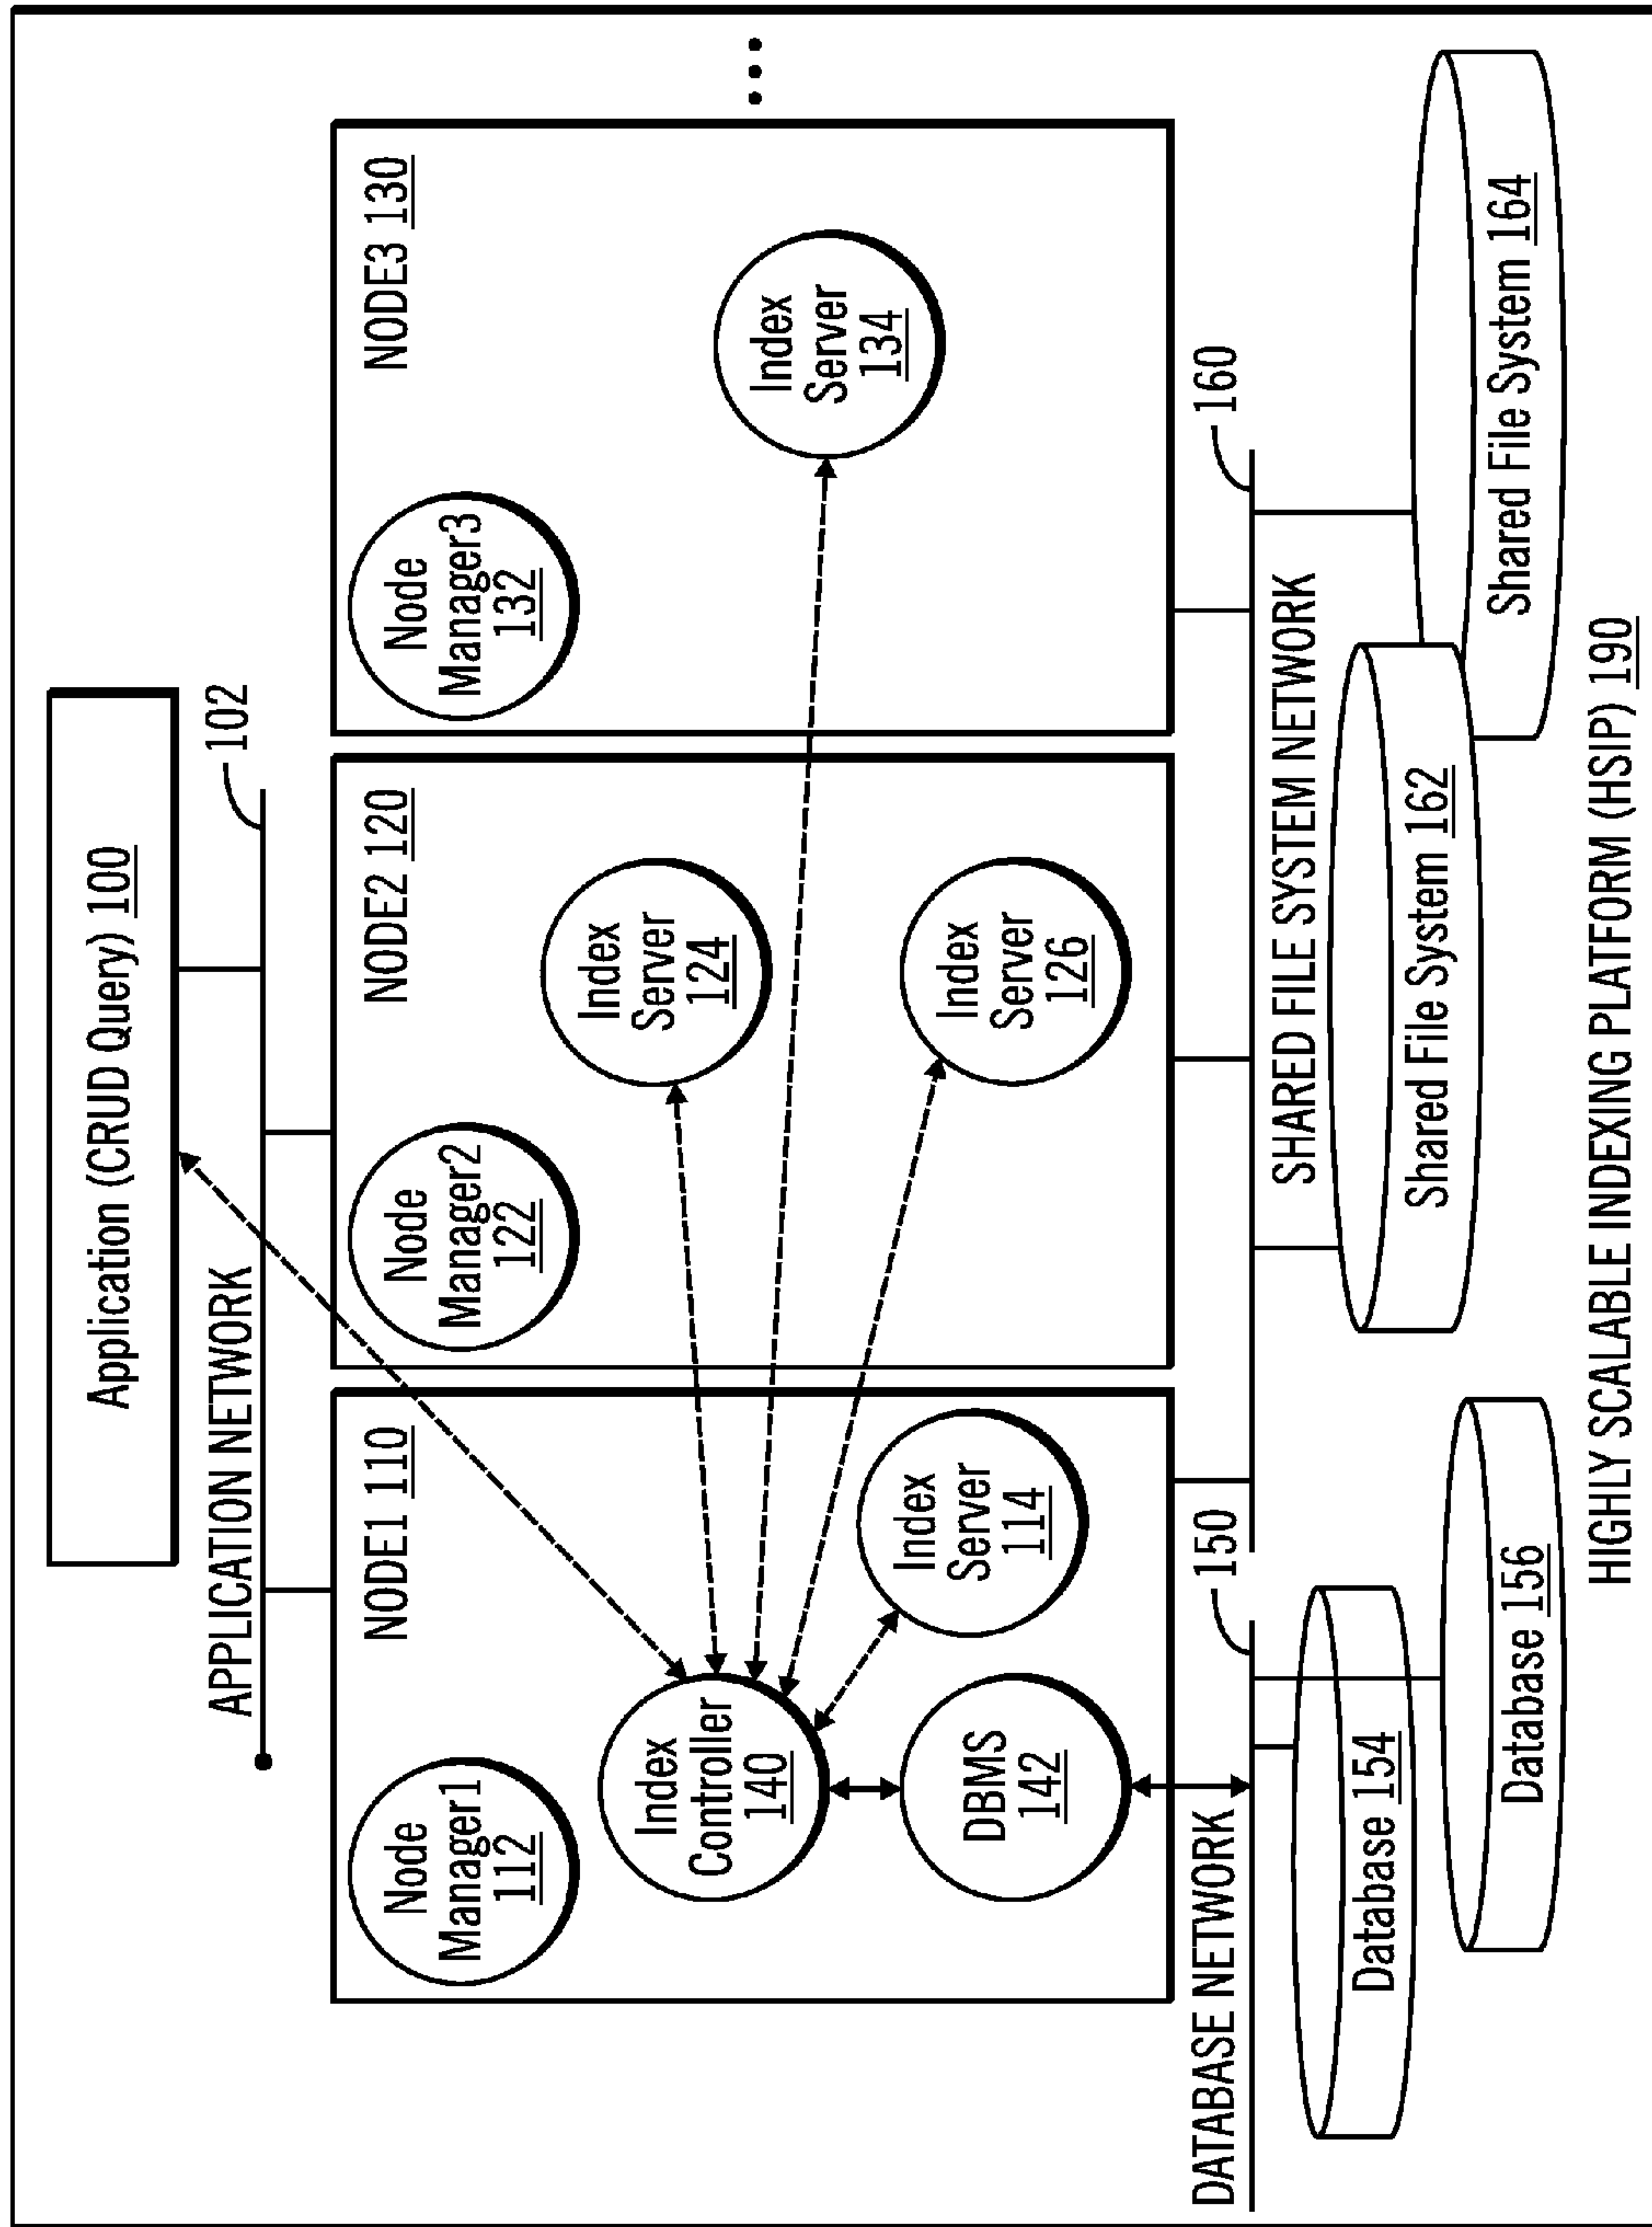 Application (CRUD Query) 100
APPLICATION NETWORK
102
NODE1 110
Node
Manager1
112
Index
Controller
140
DBMS
142
Index
Server
114
NODE2 120
Node
Manager2
122
Index
Server
124
Index
Server
126
NODE3 130
Node
Manager3
132
Index
Server
134
...
DATABASE NETWORK
150
SHARED FILE SYSTEM NETWORK
160
Database 154
Database 156
Shared File System 162
Shared File System 164
HIGHLY SCALABLE INDEXING PLATFORM (HSIP) 190